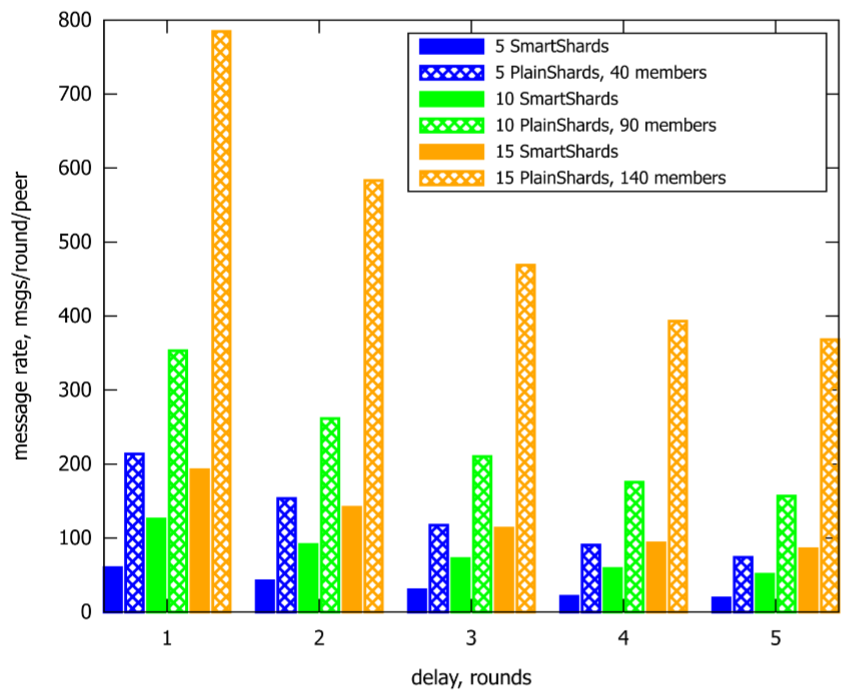 800
700
600
500
400
300
200
100
0
message rate, msgs/round/peer
5 SmartShards
5 PlainShards, 40 members
10 SmartShards
10 PlainShards, 90 members
15 SmartShards
15 PlainShards, 140 members
1 2 3 4 5
delay, rounds